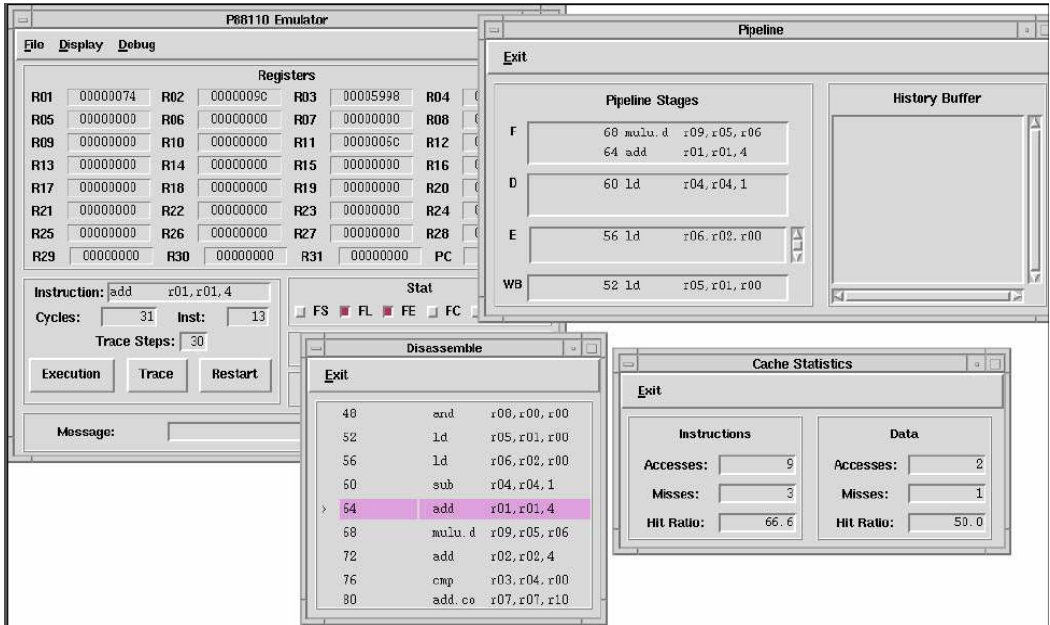 P88110 Emulator
File Display Debug
Registers
R01 00000074 R02 0000009C R03 00005998 R04
R05 00000000 R06 00000000 R07 00000000 R08
R09 00000000 R10 00000000 R11 0000006C R12
R13 00000000 R14 00000000 R15 00000000 R16
R17 00000000 R18 00000000 R19 00000000 R20
R21 00000000 R22 00000000 R23 00000000 R24
R25 00000000 R26 00000000 R27 00000000 R28
R29 00000000 R30 00000000 R31 00000000 PC
Instruction: add r01,r01,4
Cycles: 31 Inst: 13
Trace Steps: 30
Execution Trace Restart
Stat
FS FL FE FC
Message:
Pipeline
Exit
Pipeline Stages
F 68 mulu.d r09,r05,r06
64 add r01,r01,4
D 60 ld r04,r04,1
E 56 ld r06,r02,r00
WB 52 ld r05,r01,r00
History Buffer
Disassemble
Exit
48 and r08,r00,r00
52 ld r05,r01,r00
56 ld r06,r02,r00
60 sub r04,r04,1
> 64 add r01,r01,4
68 mulu.d r09,r05,r06
72 add r02,r02,4
76 cmp r03,r04,r00
80 add.co r07,r07,r10
Cache Statistics
Exit
Instructions
Accesses: 9
Misses: 3
Hit Ratio: 66.6
Data
Accesses: 2
Misses: 1
Hit Ratio: 50.0